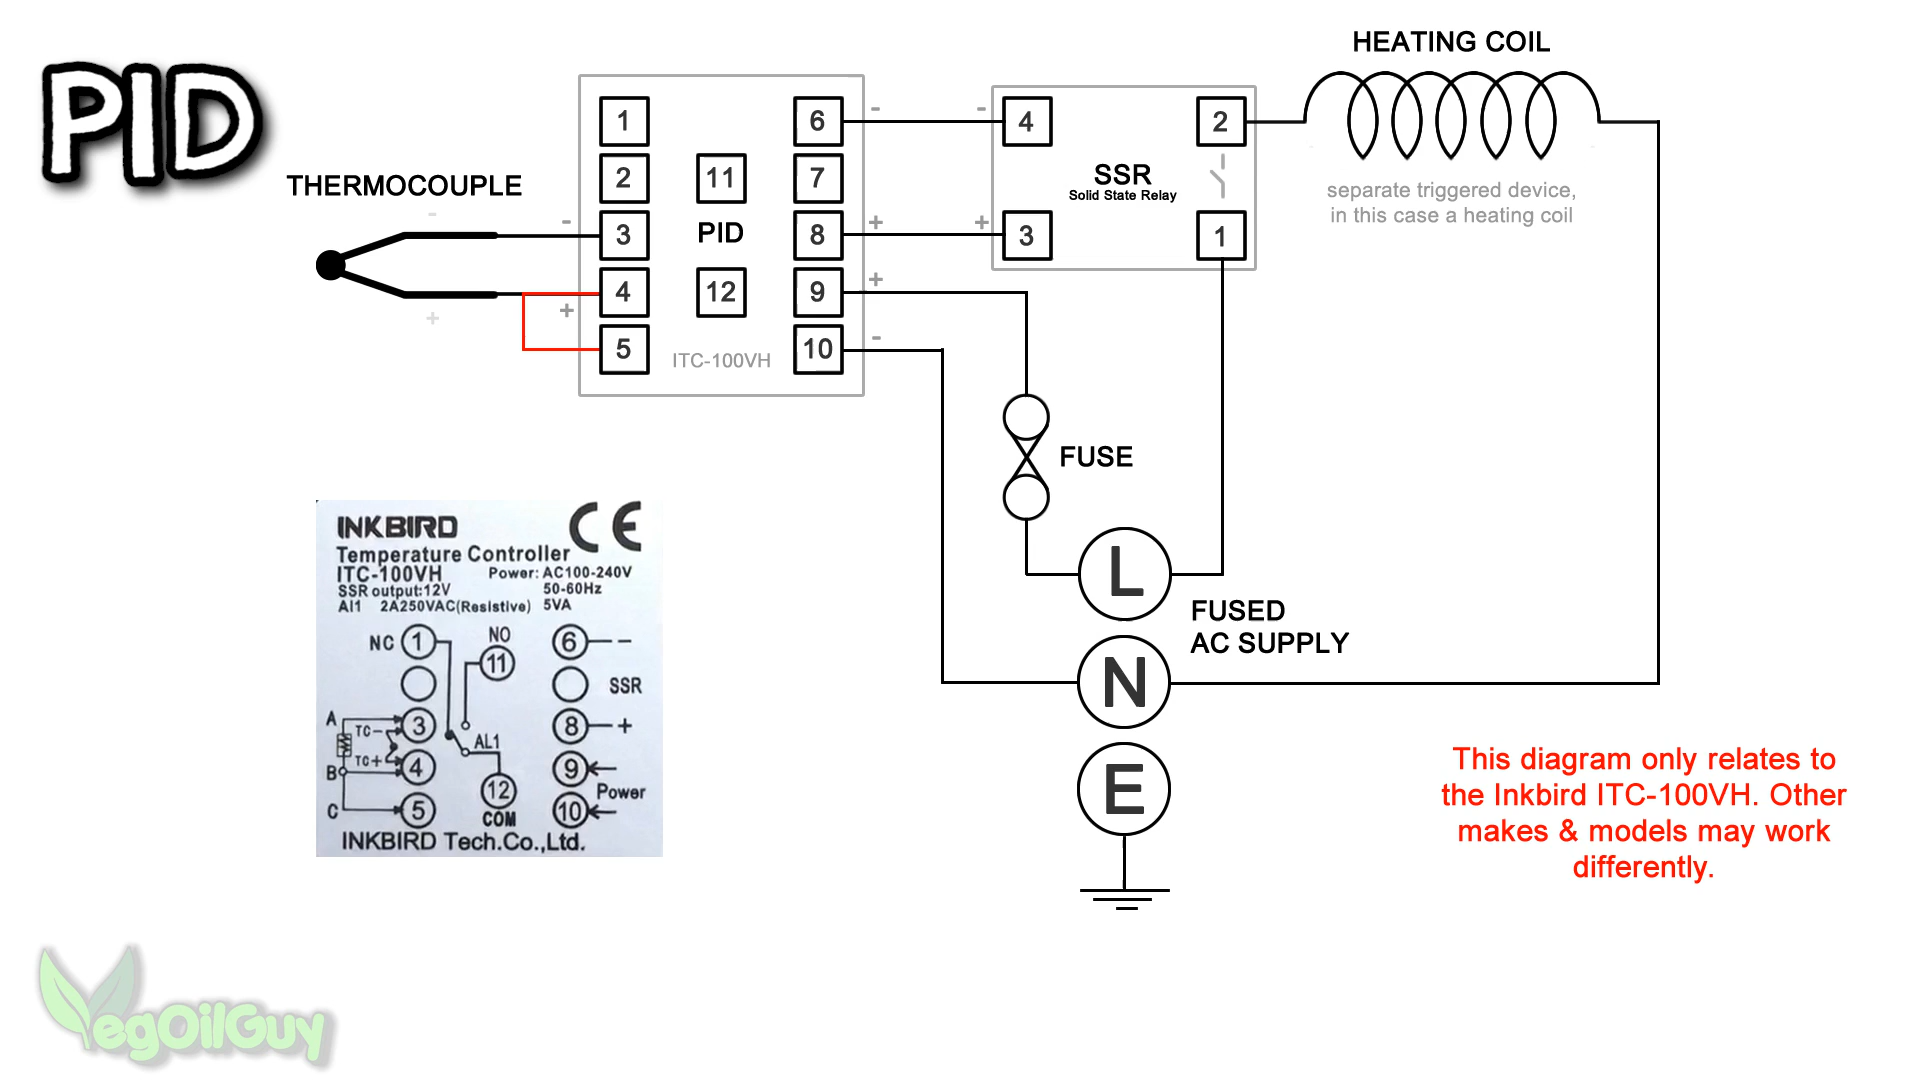 PID
HEATING COIL
THERMOCOUPLE
1
2
3
4
5
11
PID
12
ITC-100VH
6
7
8
9
10
-
+
-
+
-
+
+
-
-
+
4
3
SSR
Solid State Relay
2
1
separate triggered device,
in this case a heating coil
FUSE
L
N
E
FUSED
AC SUPPLY
INKBIRD CE
Temperature Controller
ITC-100VH Power: AC100-240V
SSR output:12V 50-60Hz
Al1 2A250VAC(Resistive) 5VA
NC 1 NO 6 -
11
SSR
A 3 8 +
TC-
AL1
TC+
B 4 9
12 Power
C 5 COM 10
INKBIRD Tech.Co.,Ltd.
This diagram only relates to
the Inkbird ITC-100VH. Other
makes & models may work
differently.
VegOilGuy